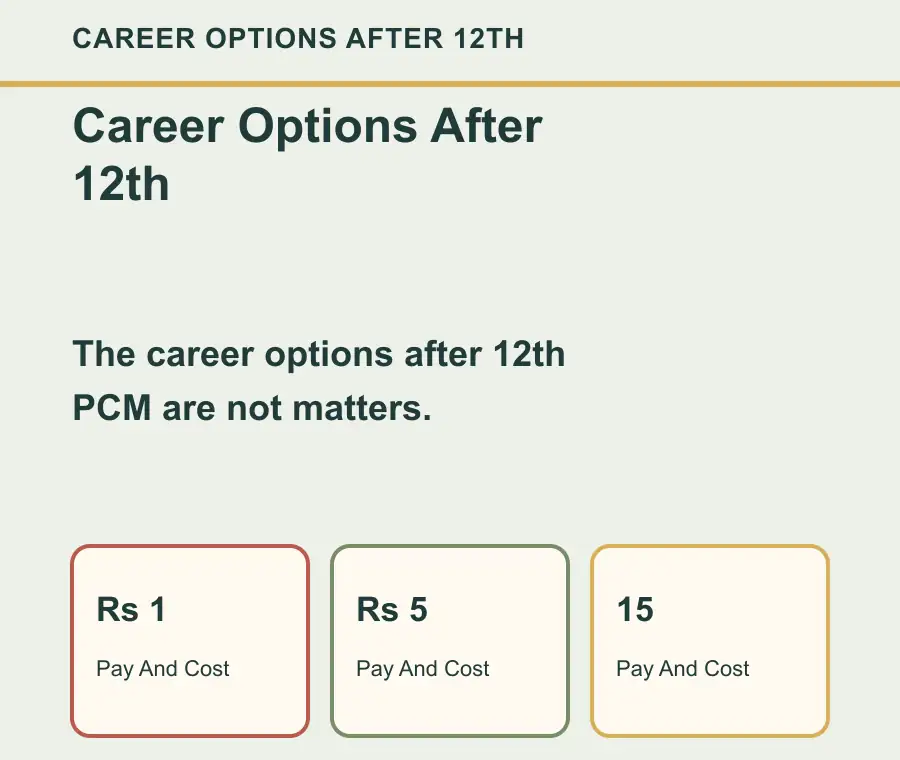 CAREER OPTIONS AFTER 12TH
Career Options After
12th
The career options after 12th
PCM are not matters.
Rs 1
Pay And Cost
Rs 5
Pay And Cost
15
Pay And Cost